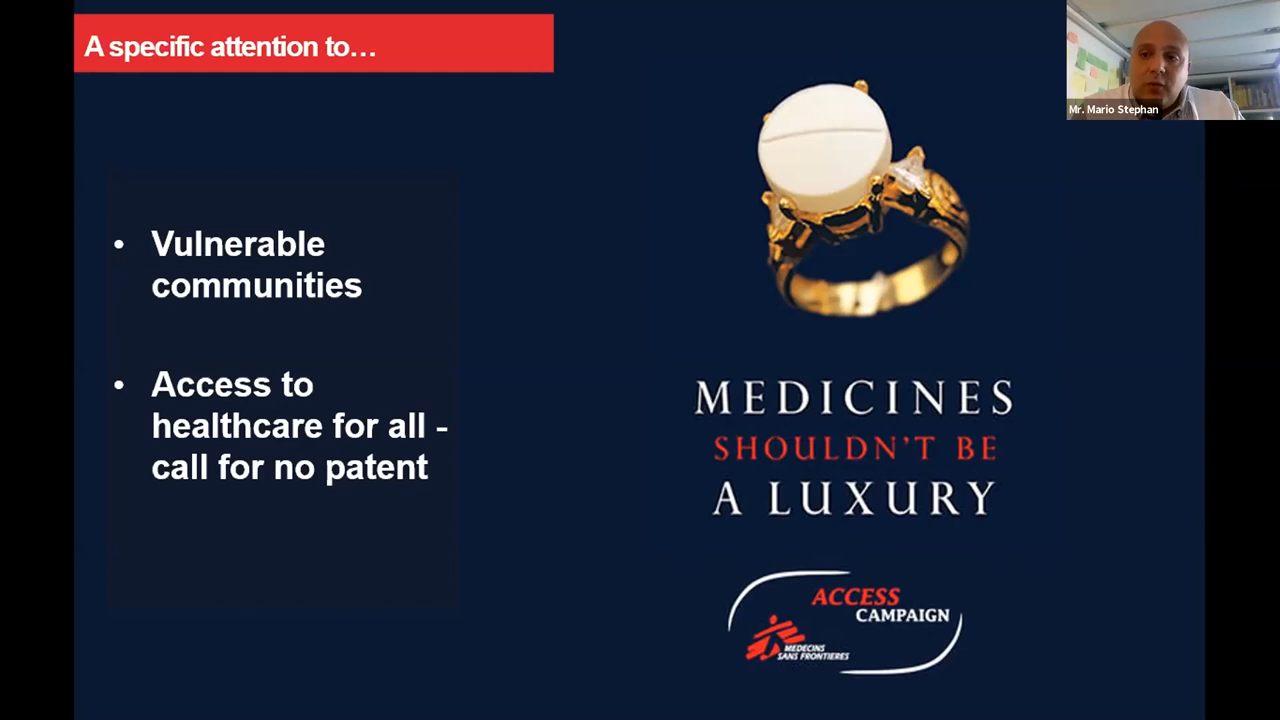 A specific attention to…
Mr. Mario Stephan
• Vulnerable
communities
• Access to
healthcare for all -
call for no patent
MEDICINES
SHOULDN'T BE
A LUXURY
ACCESS
CAMPAIGN
MEDECINS
SANS FRONTIERES